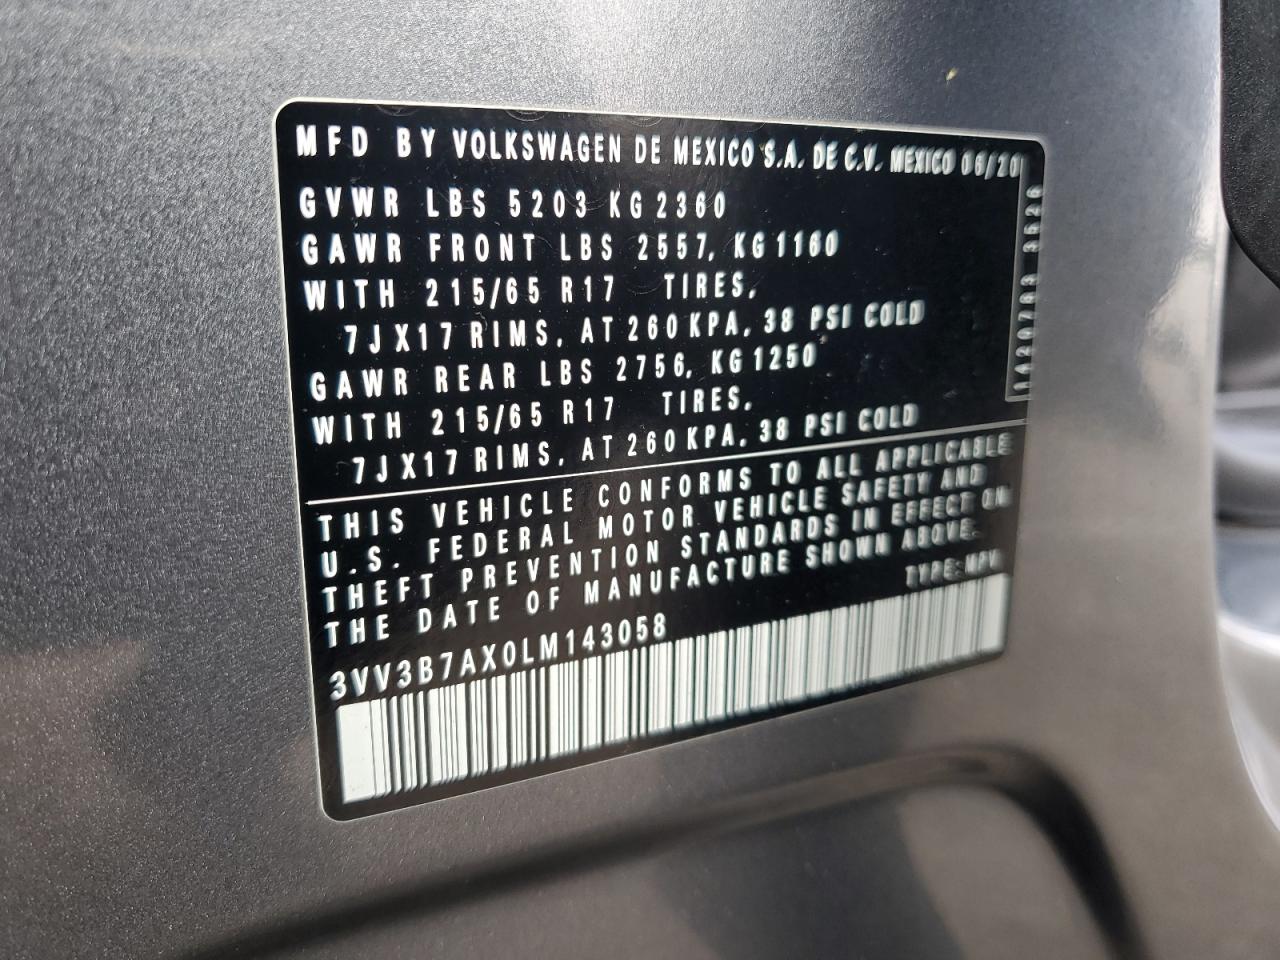 MFD BY VOLKSWAGEN DE MEXICO S.A. DE C.V. MEXICO 06/20
GVWR LBS 5203 KG 2360
GAWR FRONT LBS 2557, KG 1160
WITH 215/65 R17 TIRES,
7JX17 RIMS, AT 260 KPA, 38 PSI COLD
GAWR REAR LBS 2756, KG 1250
WITH 215/65 R17 TIRES,
7JX17 RIMS, AT 260 KPA, 38 PSI COLD
THIS VEHICLE CONFORMS TO ALL APPLICABLE
U.S. FEDERAL MOTOR VEHICLE SAFETY AND
THEFT PREVENTION STANDARDS IN EFFECT ON
THE DATE OF MANUFACTURE SHOWN ABOVE.
TYPE: MPV
3VV3B7AX0LM143058